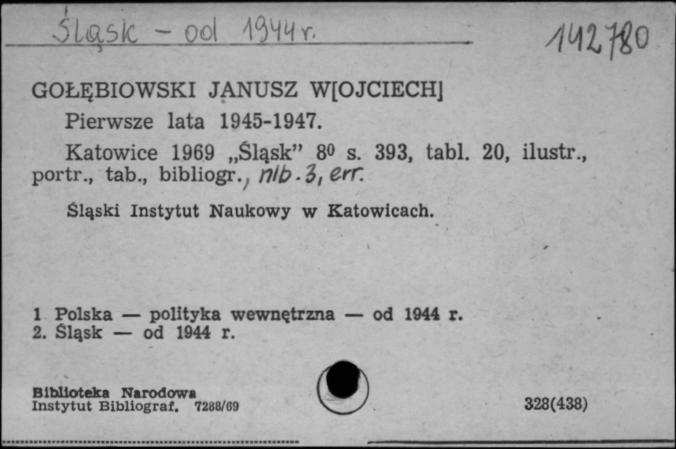 Śląsk - od 1944 r.
142780
GOŁĘBIOWSKI JANUSZ W[OJCIECH]
Pierwsze lata 1945-1947.
Katowice 1969 „Śląsk” 8⁰ s. 393, tabl. 20, ilustr.,
portr., tab., bibliogr., nlb. 3, err.
Śląski Instytut Naukowy w Katowicach.
1 Polska — polityka wewnętrzna — od 1944 r.
2. Śląsk — od 1944 r.
Biblioteka Narodowa
Instytut Bibliograf. 7288/69
328(438)